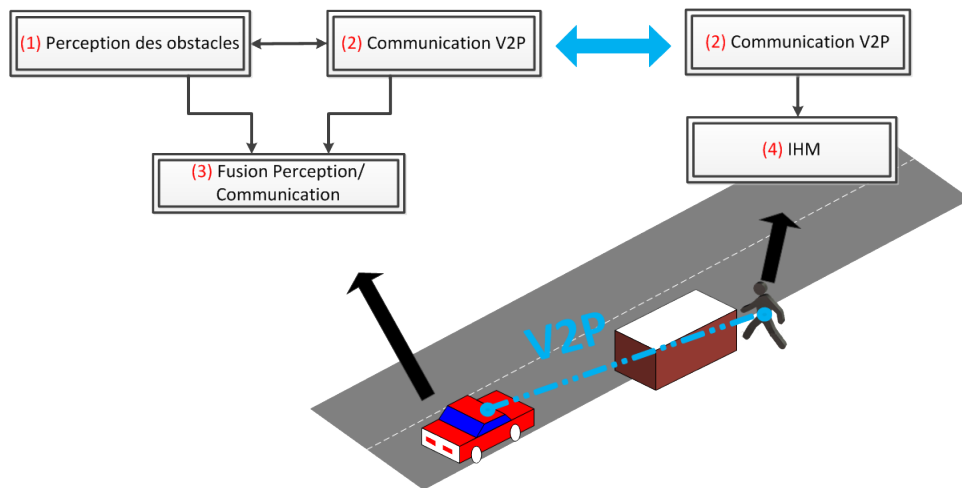 (1) Perception des obstacles
(2) Communication V2P
(2) Communication V2P
(3) Fusion Perception/
Communication
(4) IHM
V2P